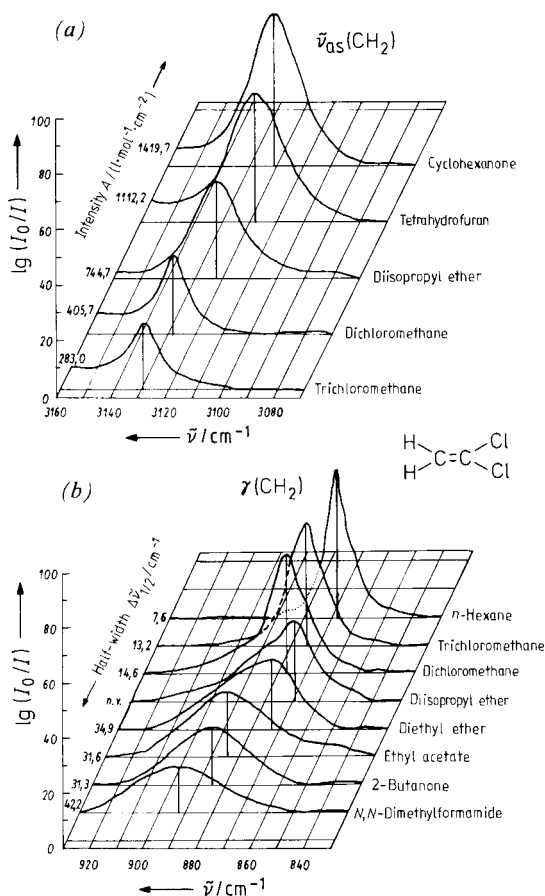 (a)
ν̃as(CH2)
Intensity A /(l·mol⁻¹cm⁻²)
lg (I0/I)
100
80
60
40
20
0
1419,7
1112,2
744,7
405,7
283,0
Cyclohexanone
Tetrahydrofuran
Diisopropyl ether
Dichloromethane
Trichloromethane
3160
3140
3120
3100
3080
ν̃/cm⁻¹
H
H
C=C
Cl
Cl
(b)
γ(CH2)
Half-width Δν̃1/2/cm⁻¹
lg (I0/I)
100
80
60
40
20
0
7,6
13,2
14,6
n.v.
34,9
31,6
31,3
42,2
n-Hexane
Trichloromethane
Dichloromethane
Diisopropyl ether
Diethyl ether
Ethyl acetate
2-Butanone
N,N-Dimethylformamide
920
900
880
860
840
ν̃/cm⁻¹